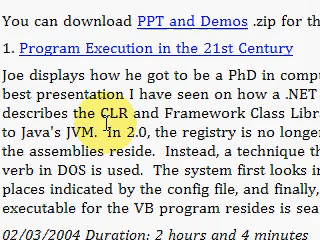 You can download PPT and Demos .zip for th
1. Program Execution in the 21st Century
Joe displays how he got to be a PhD in comp
best presentation I have seen on how a .NET
describes the CLR and Framework Class Libr
to Java's JVM. In 2.0, the registry is no longe
the assemblies reside. Instead, a technique th
verb in DOS is used. The system first looks in
places indicated by the config file, and finally,
executable for the VB program resides is sea
02/03/2004 Duration: 2 hours and 4 minutes